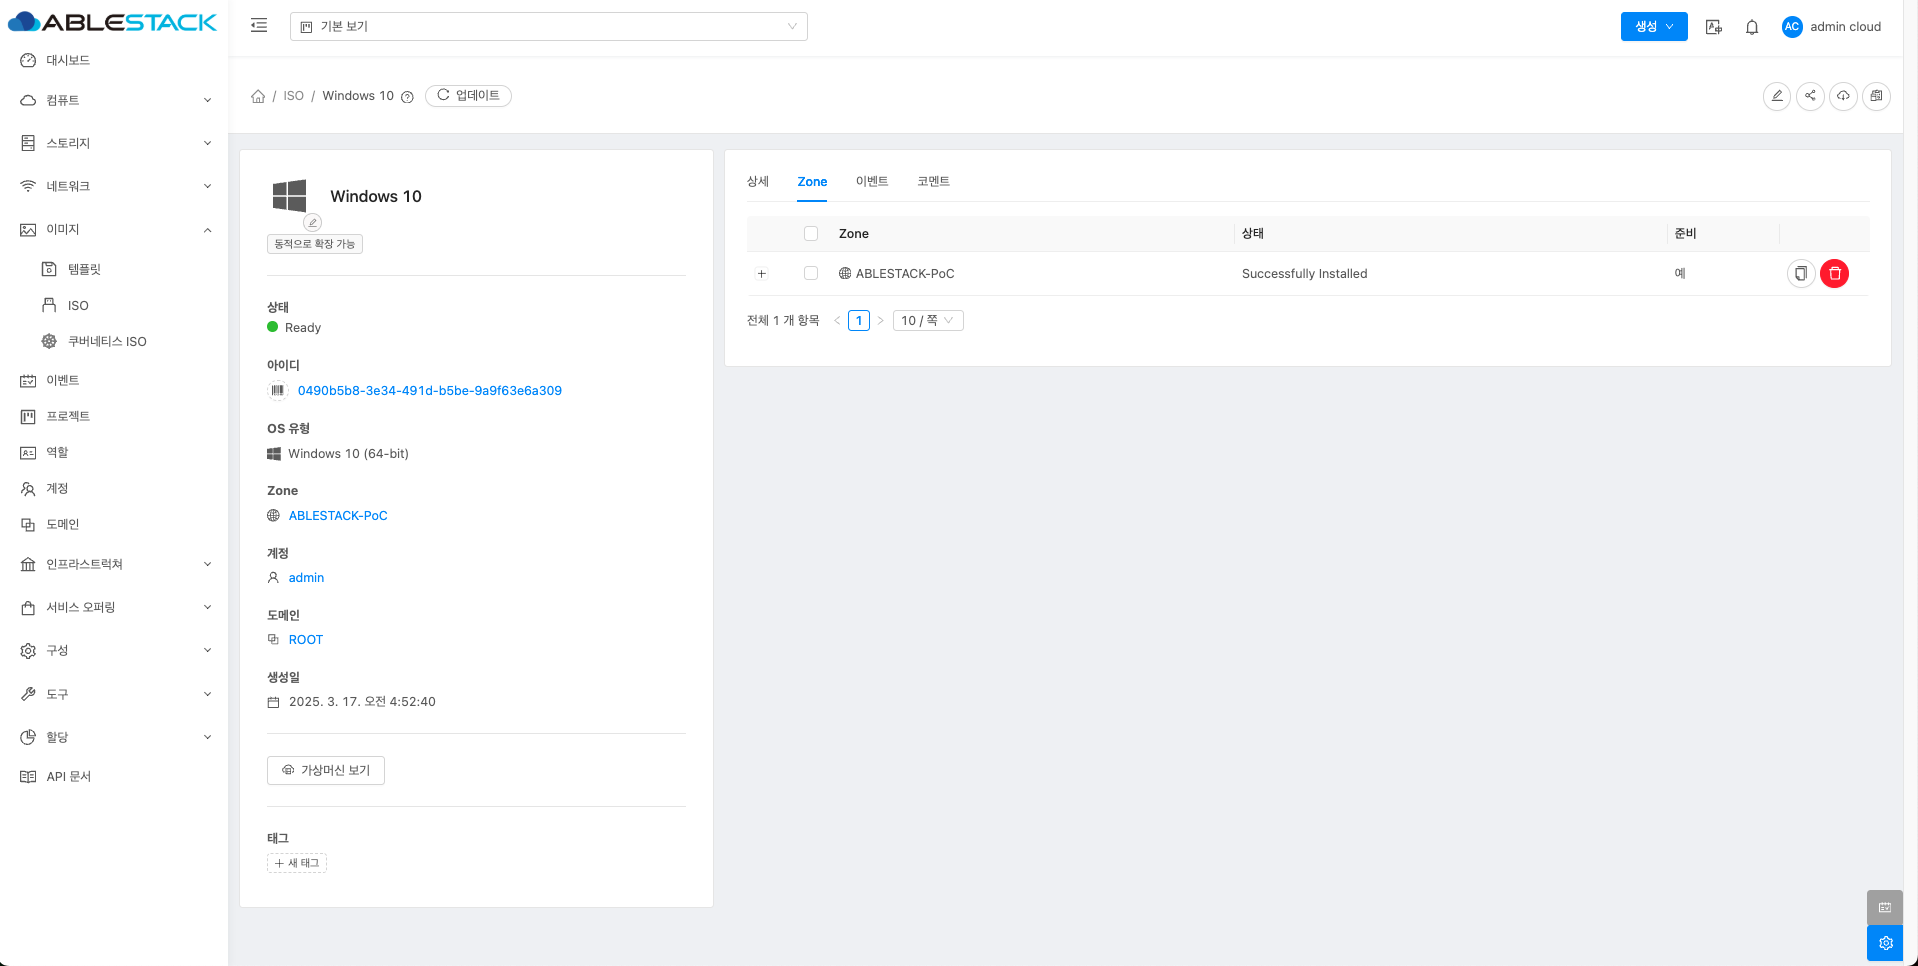 ABLESTACK
기본 보기
생성
AC admin cloud
대시보드
컴퓨트
스토리지
네트워크
이미지
템플릿
ISO
쿠버네티스 ISO
이벤트
프로젝트
역할
계정
도메인
인프라스트럭쳐
서비스 오퍼링
구성
도구
할당
API 문서
/ ISO / Windows 10 업데이트
Windows 10
동적으로 확장 가능
상태
Ready
아이디
0490b5b8-3e34-491d-b5be-9a9f63e6a309
OS 유형
Windows 10 (64-bit)
Zone
ABLESTACK-PoC
계정
admin
도메인
ROOT
생성일
2025. 3. 17. 오전 4:52:40
가상머신 보기
태그
+ 새 태그
상세 Zone 이벤트 코멘트
Zone 상태 준비
+ ABLESTACK-PoC Successfully Installed 예
전체 1 개 항목 < 1 > 10 / 쪽